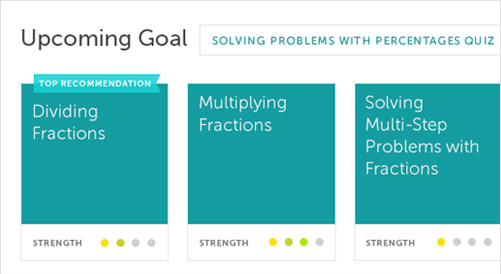 Upcoming Goal
SOLVING PROBLEMS WITH PERCENTAGES QUIZ
TOP RECOMMENDATION
Dividing
Fractions
STRENGTH
Multiplying
Fractions
STRENGTH
Solving
Multi-Step
Problems with
Fractions
STRENGTH